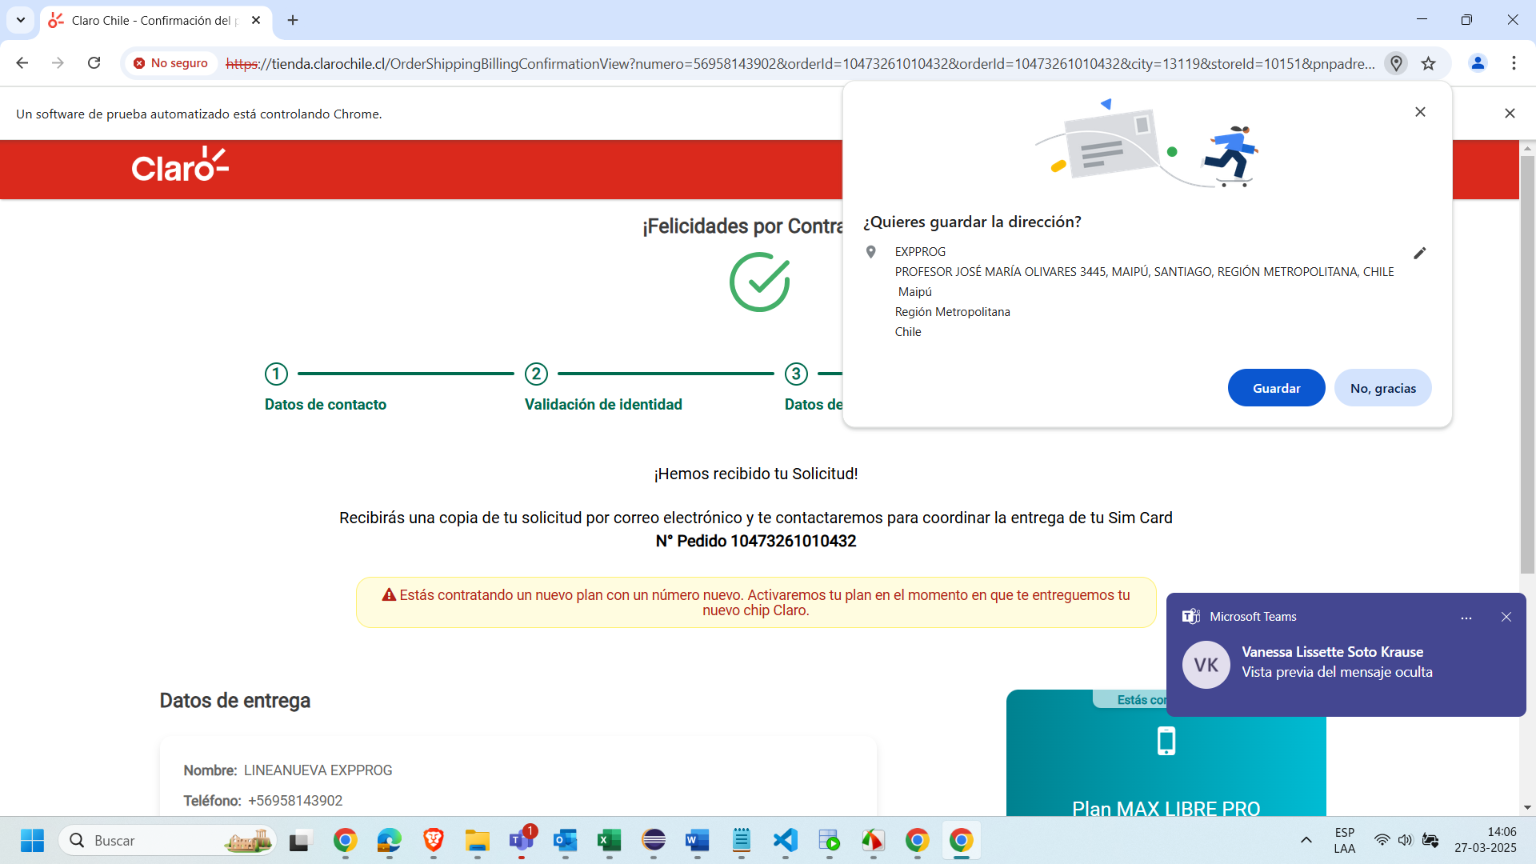 Claro Chile - Confirmación del p
No seguro
https://tienda.clarochile.cl/OrderShippingBillingConfirmationView?numero=56958143902&orderId=10473261010432&orderId=10473261010432&city=13119&storeId=10151&pnpadre...
Un software de prueba automatizado está controlando Chrome.
Claro
¡Felicidades por Contra
¿Quieres guardar la dirección?
EXPPROG
PROFESOR JOSÉ MARÍA OLIVARES 3445, MAIPÚ, SANTIAGO, REGIÓN METROPOLITANA, CHILE
Maipú
Región Metropolitana
Chile
Guardar
No, gracias
1
2
3
Datos de contacto
Validación de identidad
Datos de
¡Hemos recibido tu Solicitud!
Recibirás una copia de tu solicitud por correo electrónico y te contactaremos para coordinar la entrega de tu Sim Card
N° Pedido 10473261010432
Estás contratando un nuevo plan con un número nuevo. Activaremos tu plan en el momento en que te entreguemos tu
nuevo chip Claro.
Microsoft Teams
VK
Vanessa Lissette Soto Krause
Vista previa del mensaje oculta
Datos de entrega
Estás con
Nombre: LINEANUEVA EXPPROG
Teléfono: +56958143902
Plan MAX LIBRE PRO
Buscar
1
ESP
LAA
14:06
27-03-2025